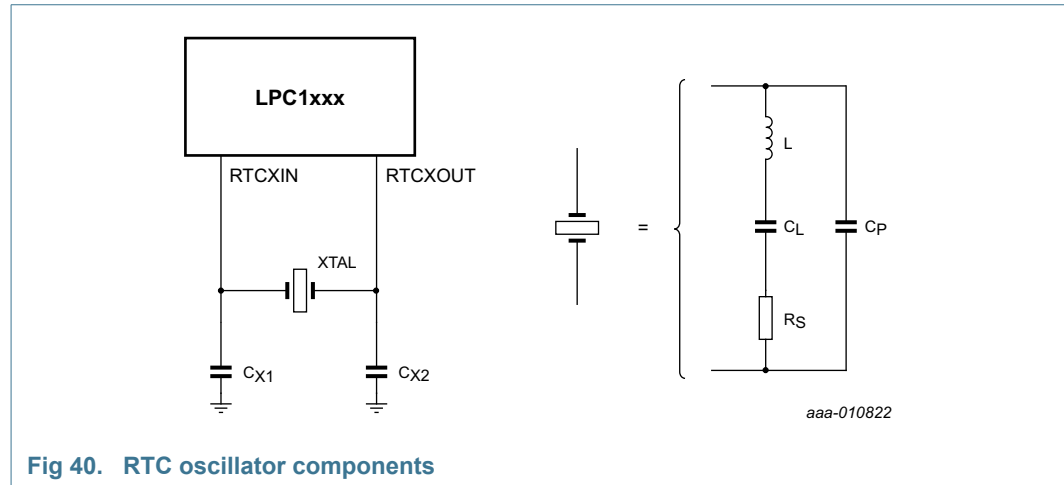 LPC1xxx
RTCXIN
RTCXOUT
XTAL
CX1
CX2
=
L
CL
CP
RS
aaa-010822
Fig 40. RTC oscillator components